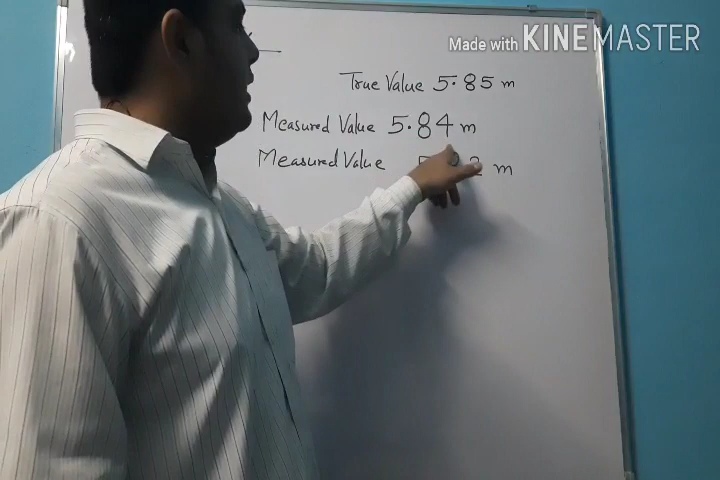 Made with KINEMASTER
True Value 5.85 m
Measured Value 5.84 m
Measured Value m